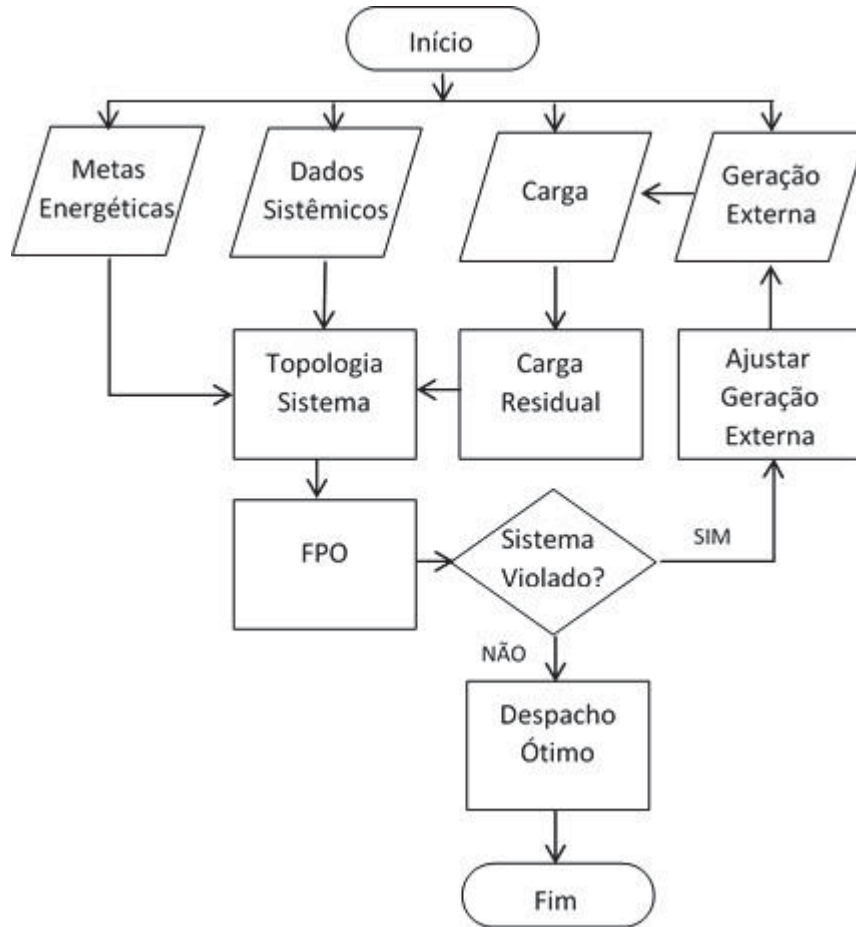 Início
Metas
Energéticas
Dados
Sistêmicos
Carga
Geração
Externa
Topologia
Sistema
Carga
Residual
Ajustar
Geração
Externa
FPO
Sistema
Violado?
SIM
NÃO
Despacho
Ótimo
Fim